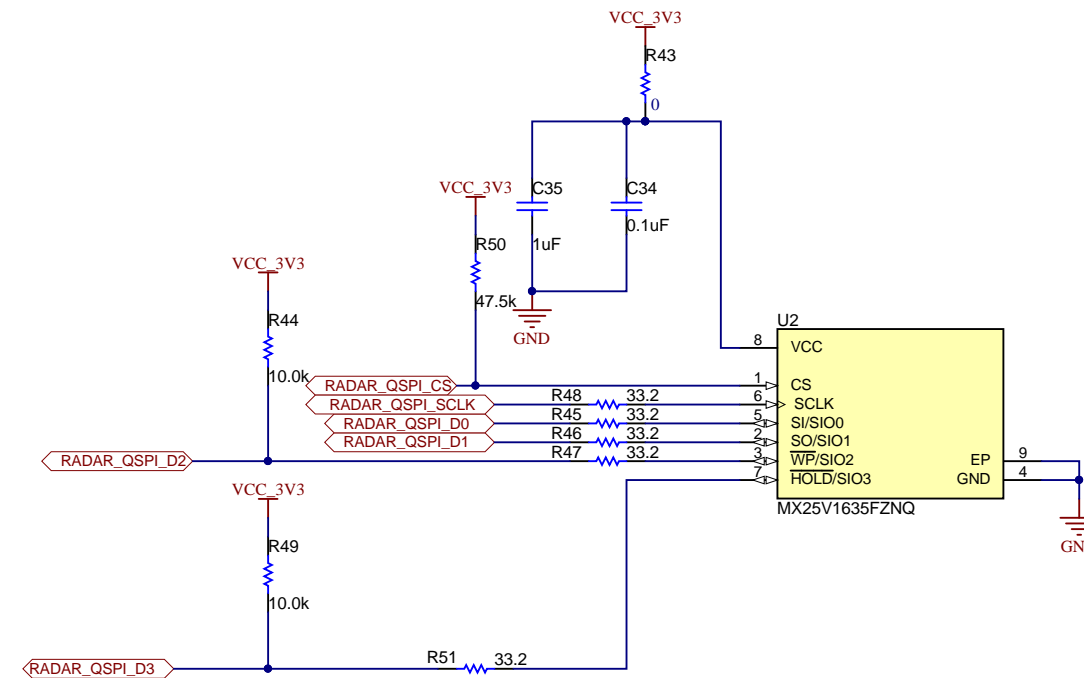 VCC_3V3
R43
0
VCC_3V3
C35
C34
0.1uF
R50
1uF
VCC_3V3
47.5k
GND
R44
10.0k
U2
8 VCC
RADAR_QSPI_CS
1 CS
RADAR_QSPI_SCLK
R48 33.2
6 SCLK
RADAR_QSPI_D0
R45 33.2
5 SI/SIO0
RADAR_QSPI_D1
R46 33.2
2 SO/SIO1
RADAR_QSPI_D2
R47 33.2
3 WP/SIO2
EP 9
7 HOLD/SIO3
GND 4
MX25V1635FZNQ
VCC_3V3
GN
R49
10.0k
RADAR_QSPI_D3
R51 33.2